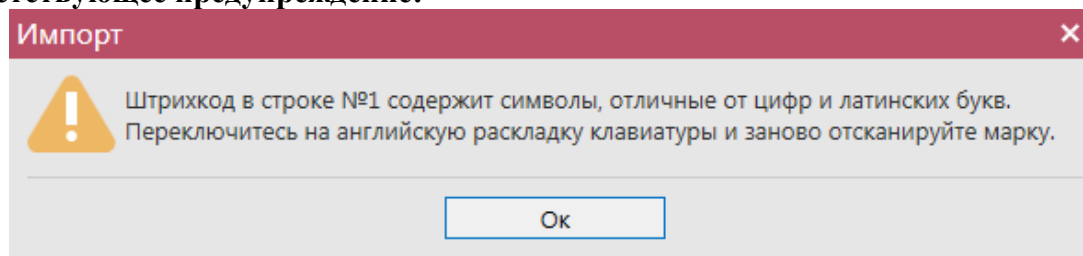 предупреждение:
Импорт
Штрихкод в строке №1 содержит символы, отличные от цифр и латинских букв.
Переключитесь на английскую раскладку клавиатуры и заново отсканируйте марку.
Ок